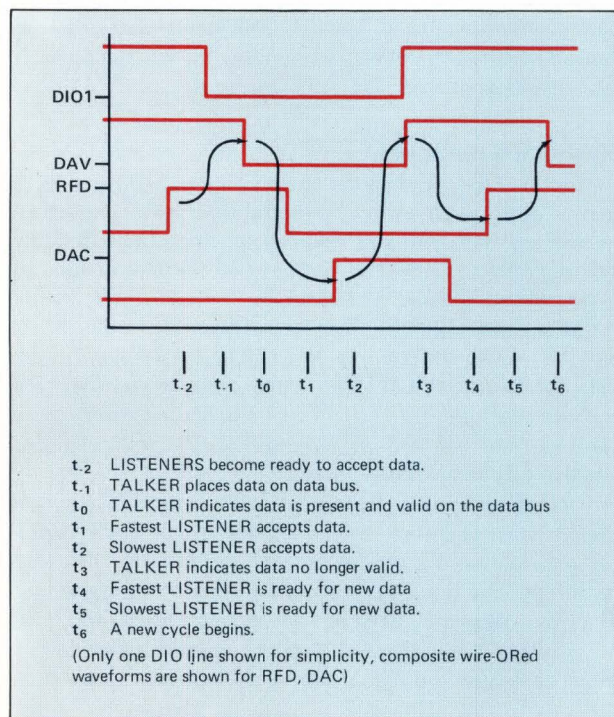 DIO1
DAV
RFD
DAC
t-2 t-1 t0 t1 t2 t3 t4 t5 t6
t-2 LISTENERS become ready to accept data.
t-1 TALKER places data on data bus.
t0 TALKER indicates data is present and valid on the data bus
t1 Fastest LISTENER accepts data.
t2 Slowest LISTENER accepts data.
t3 TALKER indicates data no longer valid.
t4 Fastest LISTENER is ready for new data
t5 Slowest LISTENER is ready for new data.
t6 A new cycle begins.
(Only one DIO line shown for simplicity, composite wire-ORed
waveforms are shown for RFD, DAC)